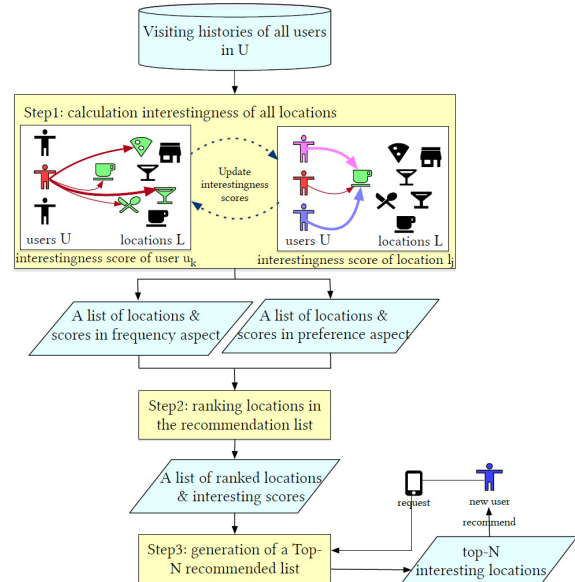 Visiting histories of all users
in U
Step1: calculation interestingness of all locations
Update
interestingness
scores
users U
locations L
users U
locations L
interestingness score of user uk
interestingness score of location lj
A list of locations &
scores in frequency aspect
A list of locations &
scores in preference aspect
Step2: ranking locations in
the recommendation list
A list of ranked locations
& interesting scores
request
new user
recommend
Step3: generation of a Top-
N recommended list
top-N
interesting locations